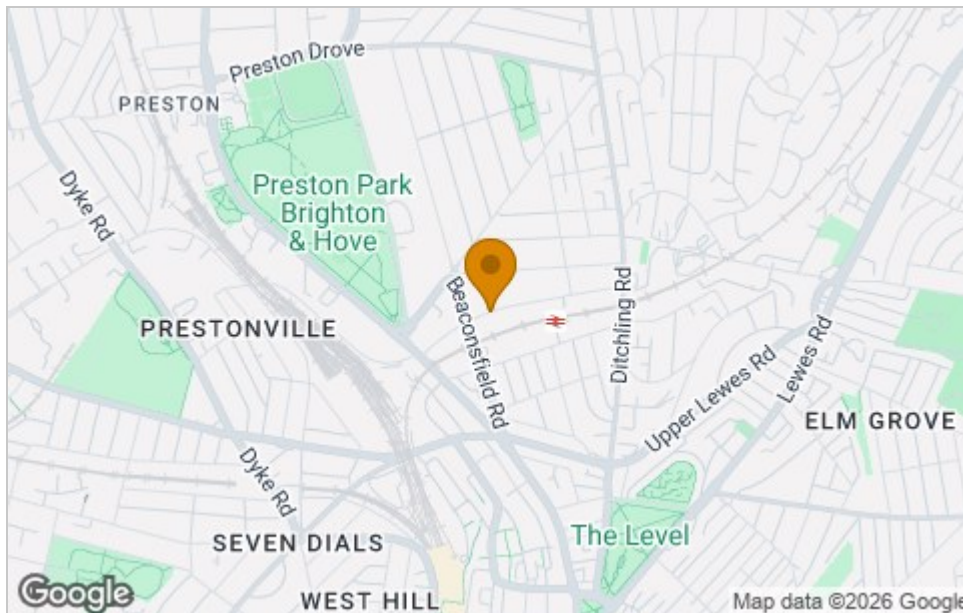 Preston Drove
PRESTON
Dyke Rd
Preston Park
Brighton
& Hove
Beaconsfield Rd
PRESTONVILLE
Ditchling Rd
Lewes Rd
Upper Lewes Rd
ELM GROVE
Dyke Rd
SEVEN DIALS
The Level
WEST HILL
Google
Map data ©2026 Google